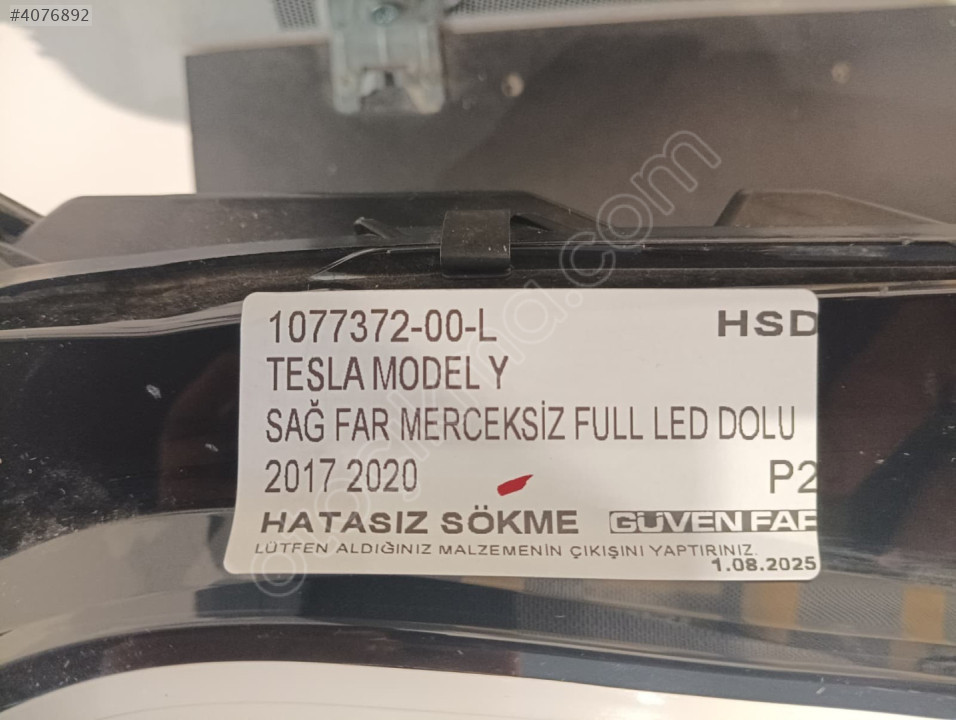 #4076892
1077372-00-L HSD
TESLA MODEL Y
SAĞ FAR MERCEKSİZ FULL LED DOLU
2017 2020 P2
HATASIZ SÖKME GÜVEN FAR
LÜTFEN ALDIĞINIZ MALZEMENİN ÇIKIŞINI YAPTIRINIZ.
1.08.2025